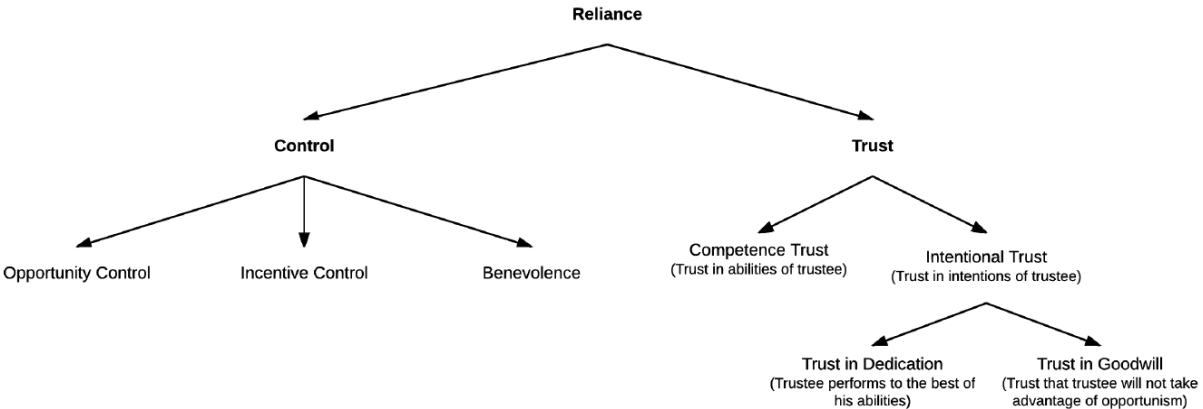 Reliance
Control
Trust
Opportunity Control
Incentive Control
Benevolence
Competence Trust
(Trust in abilities of trustee)
Intentional Trust
(Trust in intentions of trustee)
Trust in Dedication
(Trustee performs to the best of
his abilities)
Trust in Goodwill
(Trust that trustee will not take
advantage of opportunism)